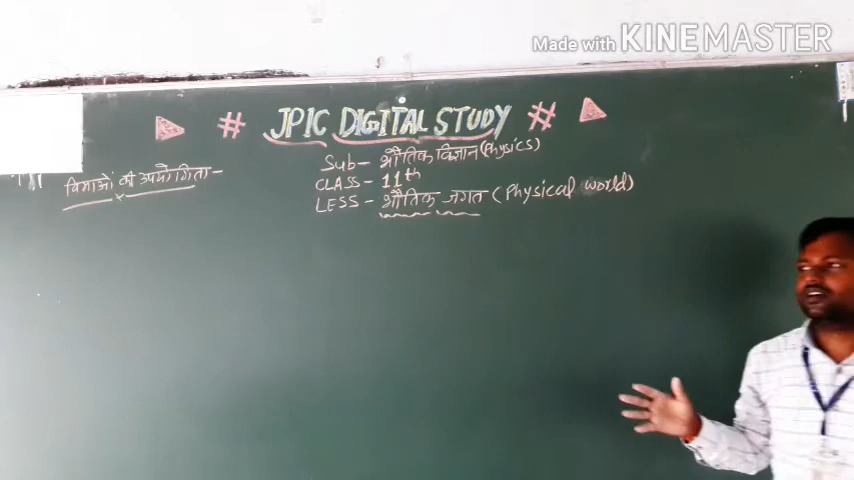 Made with KINEMASTER
# JPIC DIGITAL STUDY #
Sub- भौतिक विज्ञान (Physics)
CLASS- 11th
LESS- भौतिक जगत (Physical world)
विमाओं की उपयोगिता-